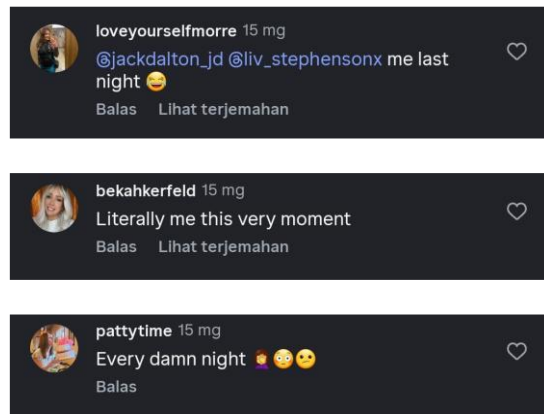 loveyourselfmorre 15 mg
@jackdalton_jd @liv_stephensonx me last
night 😂
Balas Lihat terjemahan
bekahkerfeld 15 mg
Literally me this very moment
Balas Lihat terjemahan
pattytime 15 mg
Every damn night 🤦‍♀️😳😕
Balas